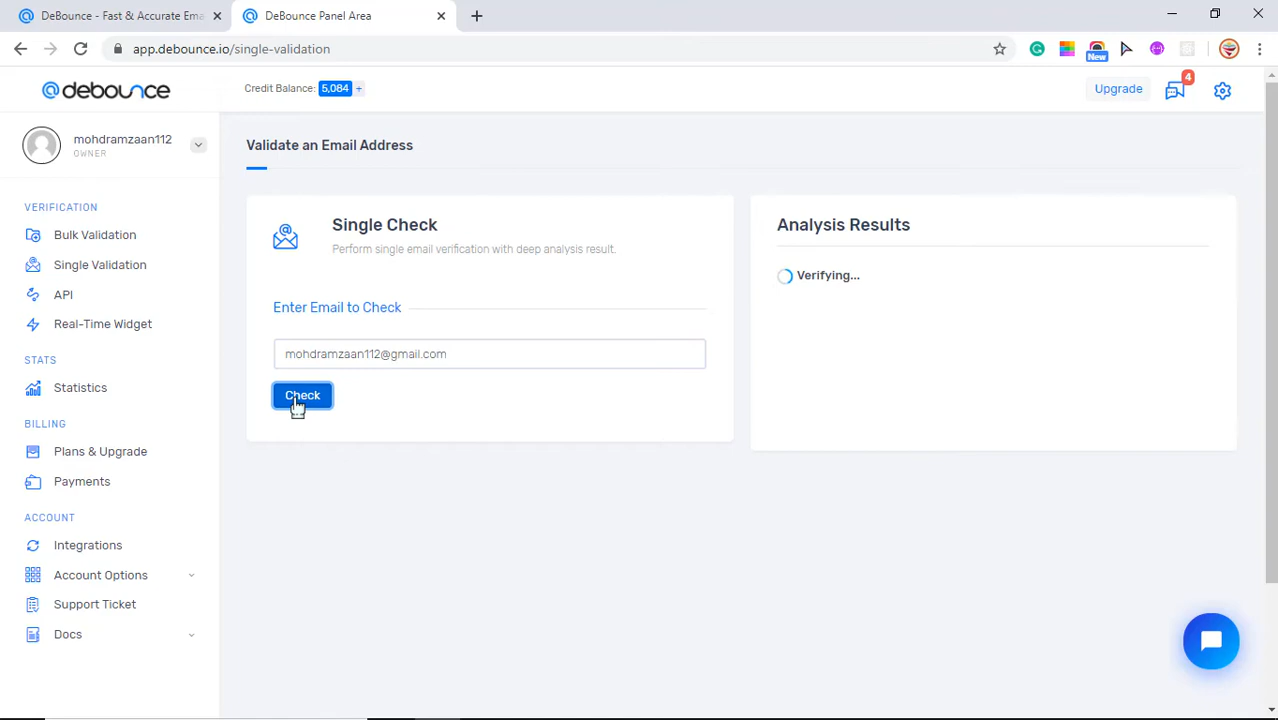 DeBounce - Fast & Accurate Ema
DeBounce Panel Area
app.debounce.io/single-validation
New
debounce
Credit Balance: 5,084 +
Upgrade
4
mohdramzaan112
OWNER
Validate an Email Address
VERIFICATION
Bulk Validation
Single Validation
API
Real-Time Widget
STATS
Statistics
BILLING
Plans & Upgrade
Payments
ACCOUNT
Integrations
Account Options
Support Ticket
Docs
Single Check
Perform single email verification with deep analysis result.
Enter Email to Check
mohdramzaan112@gmail.com
Check
Analysis Results
Verifying...